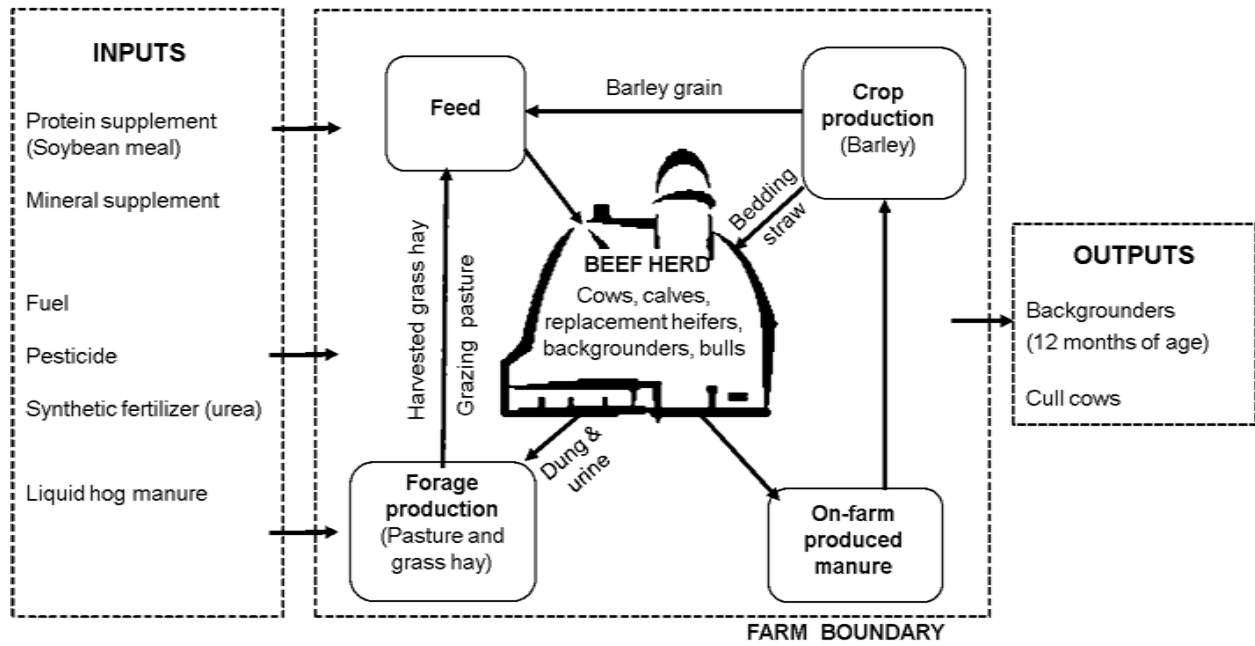 INPUTS
Protein supplement
(Soybean meal)
Mineral supplement
Fuel
Pesticide
Synthetic fertilizer (urea)
Liquid hog manure
Feed
Barley grain
Crop
production
(Barley)
Bedding
straw
Harvested grass hay
Grazing pasture
BEEF HERD
Cows, calves,
replacement heifers,
backgrounders, bulls
Dung &
urine
Forage
production
(Pasture and
grass hay)
On-farm
produced
manure
FARM BOUNDARY
OUTPUTS
Backgrounders
(12 months of age)
Cull cows